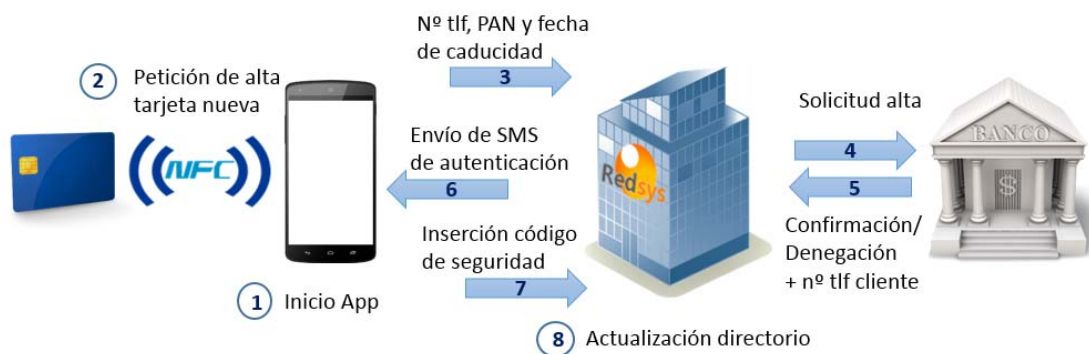 Nº tlf, PAN y fecha
de caducidad
3
2
Petición de alta
tarjeta nueva
NFC
Envío de SMS
de autenticación
6
Inserción código
de seguridad
7
1
Inicio App
Redsys
Solicitud alta
4
5
BANCO
$
Confirmación/
Denegación
+ nº tlf cliente
8
Actualización directorio